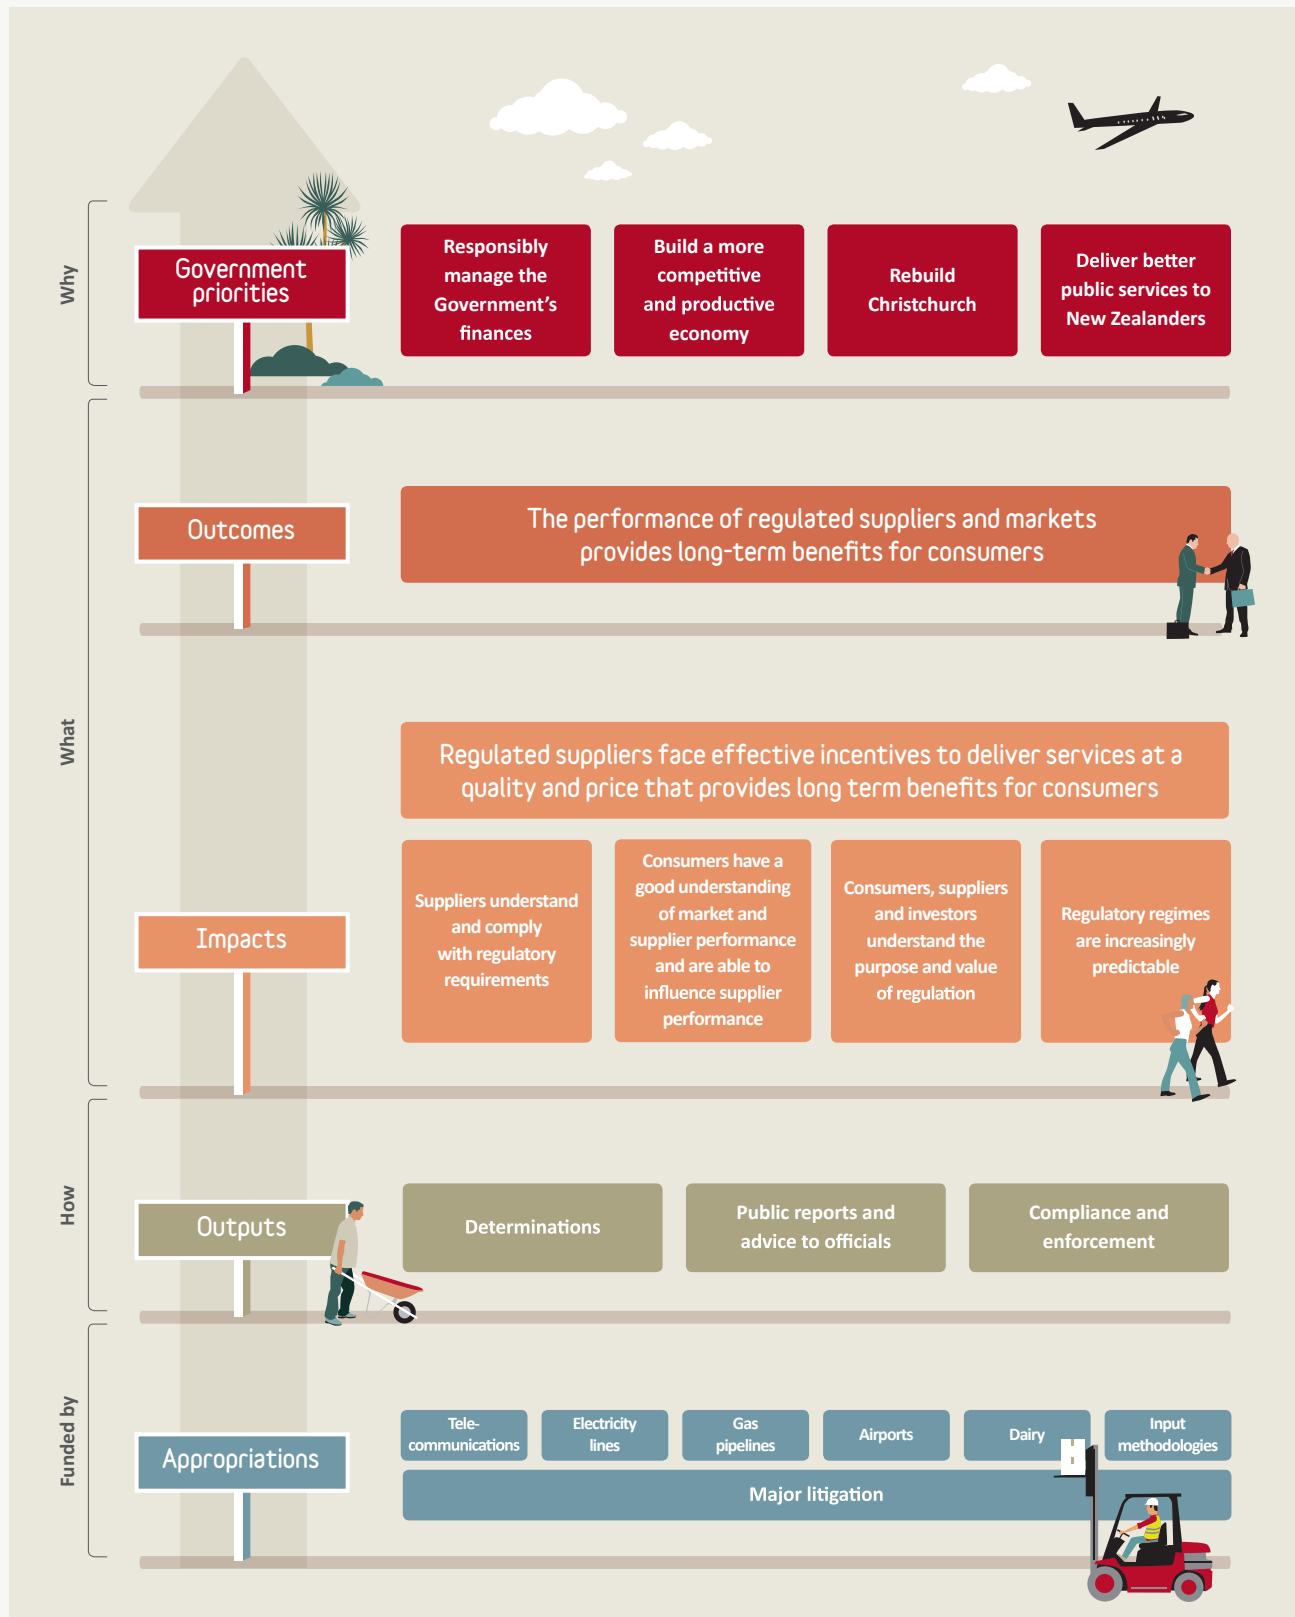 Why
Government
priorities
Responsibly
manage the
Government's
finances
Build a more
competitive
and productive
economy
Rebuild
Christchurch
Deliver better
public services to
New Zealanders
What
Outcomes
The performance of regulated suppliers and markets
provides long-term benefits for consumers
Impacts
Regulated suppliers face effective incentives to deliver services at a
quality and price that provides long term benefits for consumers
Suppliers understand
and comply
with regulatory
requirements
Consumers have a
good understanding
of market and
supplier performance
and are able to
influence supplier
performance
Consumers, suppliers
and investors
understand the
purpose and value
of regulation
Regulatory regimes
are increasingly
predictable
How
Outputs
Determinations
Public reports and
advice to officials
Compliance and
enforcement
Funded by
Appropriations
Tele-
communications
Electricity
lines
Gas
pipelines
Airports
Dairy
Input
methodologies
Major litigation